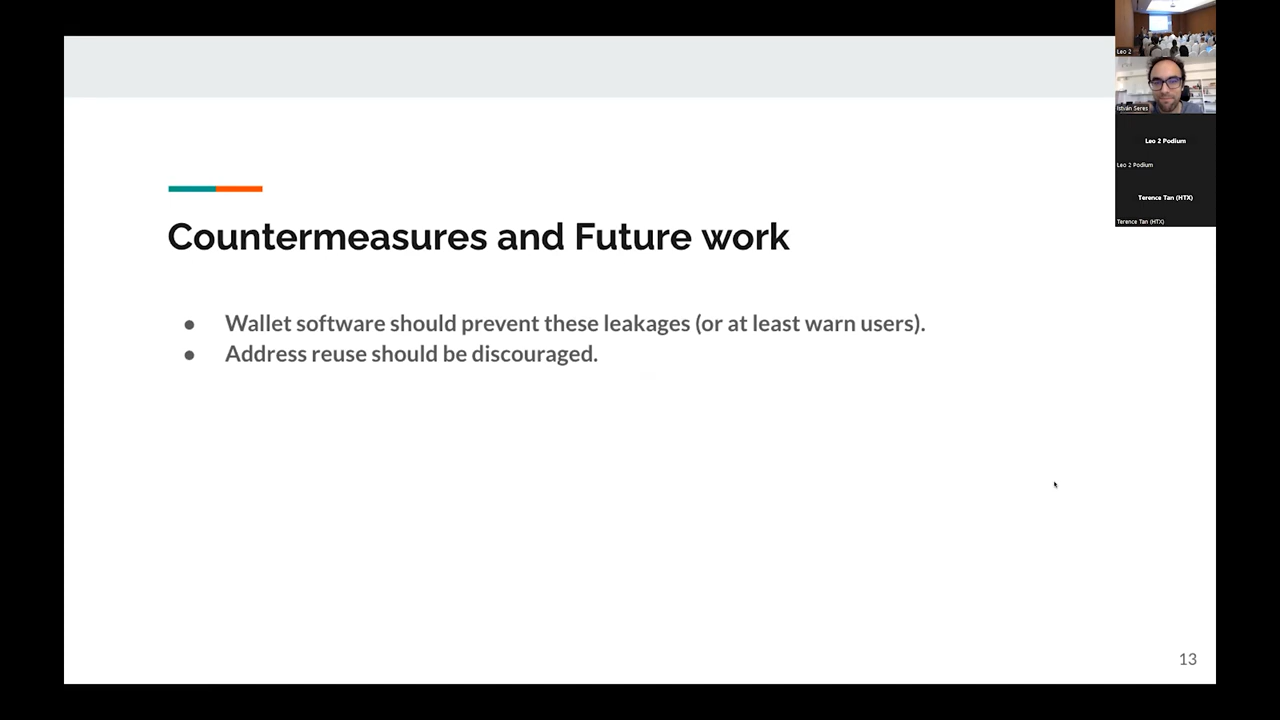 Leo 2
István Seres
Leo 2 Podium
Leo 2 Podium
Terence Tan (HTX)
Terence Tan (HTX)
Countermeasures and Future work
● Wallet software should prevent these leakages (or at least warn users).
● Address reuse should be discouraged.
13